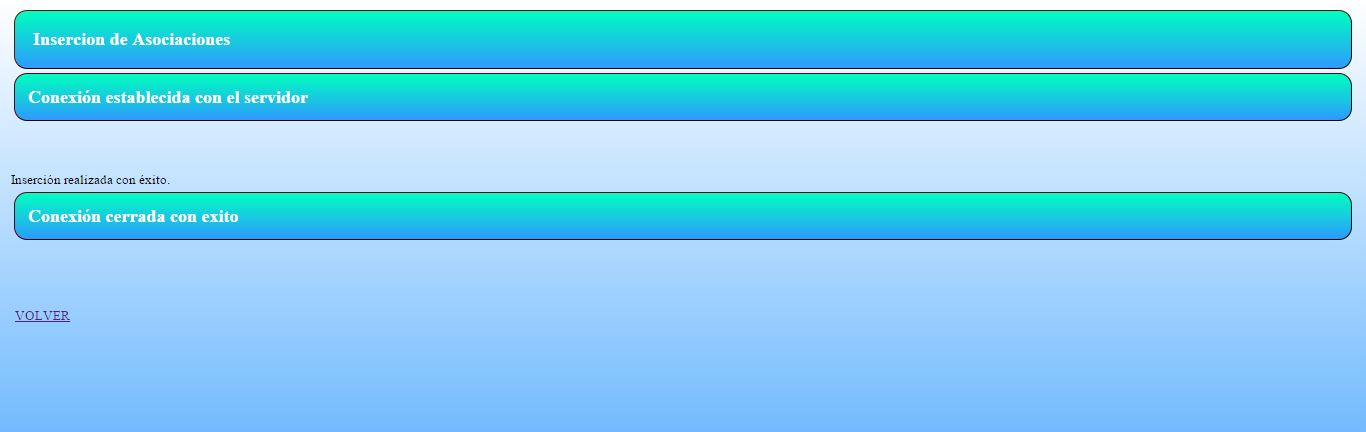 Insercion de Asociaciones
Conexión establecida con el servidor
Inserción realizada con éxito.
Conexión cerrada con exito
VOLVER